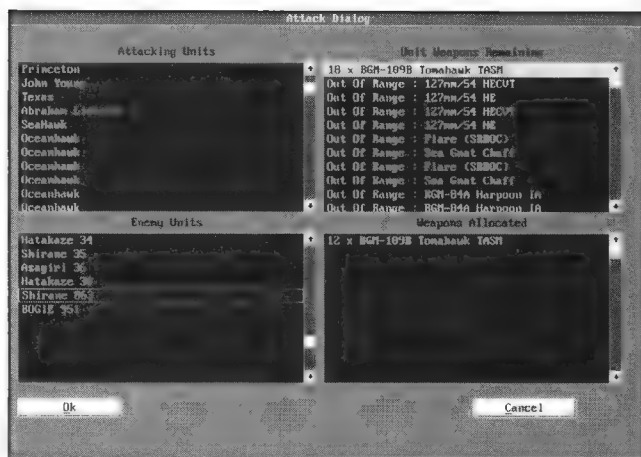 Attack Dialog
Attacking Units
Princeton
John Young
Texas
Abraham
SeaHawk
Oceanhawk
Oceanhawk
Oceanhawk
Oceanhawk
Oceanhawk
Unit Weapons Remaining
18 x BGM-109B Tomahawk TASM
Out Of Range : 127mm/54 HECVT
Out Of Range : 127mm/54 HE
Out Of Range : 127mm/54 HECVT
Out Of Range : 127mm/54 HE
Out Of Range : Flare (SRBOC)
Out Of Range : Sea Gnat Chaff
Out Of Range : Flare (SRBOC)
Out Of Range : Sea Gnat Chaff
Out Of Range : BGM-84A Harpoon IA
Out Of Range : BGM-84A Harpoon IA
Enemy Units
Hatakaze 34
Shirane 35
Asagiri 36
Hatakaze
Shirane
BOGIE 951
Weapons Allocated
12 x BGM-109B Tomahawk TASM
Ok
Cancel